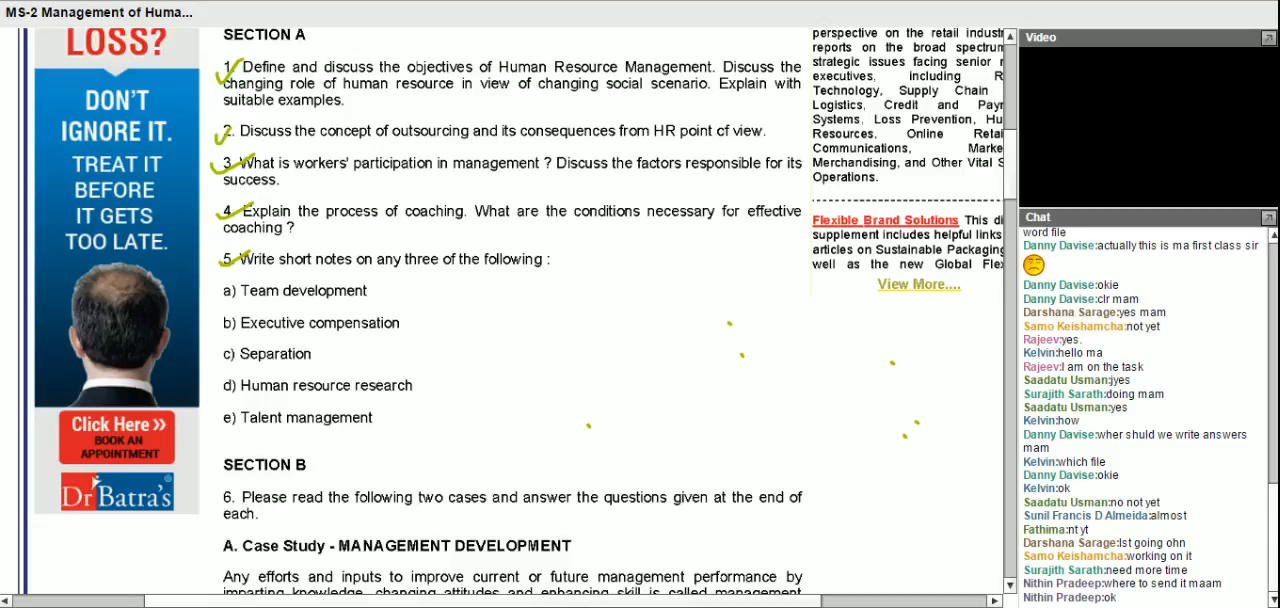 MS-2 Management of Huma...
LOSS?
DON'T
IGNORE IT.
TREAT IT
BEFORE
IT GETS
TOO LATE.
Click Here »
BOOK AN
APPOINTMENT
Dr Batra's®
SECTION A
1. Define and discuss the objectives of Human Resource Management. Discuss the
changing role of human resource in view of changing social scenario. Explain with
suitable examples.
2. Discuss the concept of outsourcing and its consequences from HR point of view.
3. What is workers' participation in management ? Discuss the factors responsible for its
success.
4. Explain the process of coaching. What are the conditions necessary for effective
coaching ?
5. Write short notes on any three of the following :
a) Team development
b) Executive compensation
c) Separation
d) Human resource research
e) Talent management
SECTION B
6. Please read the following two cases and answer the questions given at the end of
each.
A. Case Study - MANAGEMENT DEVELOPMENT
Any efforts and inputs to improve current or future management performance by
imparting knowledge, changing attitudes and enhancing skill is called management
perspective on the retail
reports on the broad
strategic issues facing senior
executives, including
Technology, Supply Chain
Logistics, Credit and
Systems, Loss Prevention,
Resources, Online
Communications,
Merchandising, and Other Vital
Operations.
Flexible Brand Solutions This
supplement includes helpful links
articles on Sustainable Packaging
well as the new Global
View More....
Video
Chat
word file
Danny Davise:actually this is ma first class sir
Danny Davise:okie
Danny Davise:clr mam
Darshana Sarage:yes mam
Samo Keishamcha:not yet
Rajeev:yes.
Kelvin:hello ma
Rajeev:I am on the task
Saadatu Usman:jyes
Surajith Sarath:doing mam
Saadatu Usman:yes
Kelvin:how
Danny Davise:wher shuld we write answers
mam
Kelvin:which file
Danny Davise:okie
Kelvin:ok
Saadatu Usman:no not yet
Sunil Francis D Almeida:almost
Fathima:nt yt
Darshana Sarage:lst going ohn
Samo Keishamcha:working on it
Surajith Sarath:need more time
Nithin Pradeep:where to send it maam
Nithin Pradeep:ok